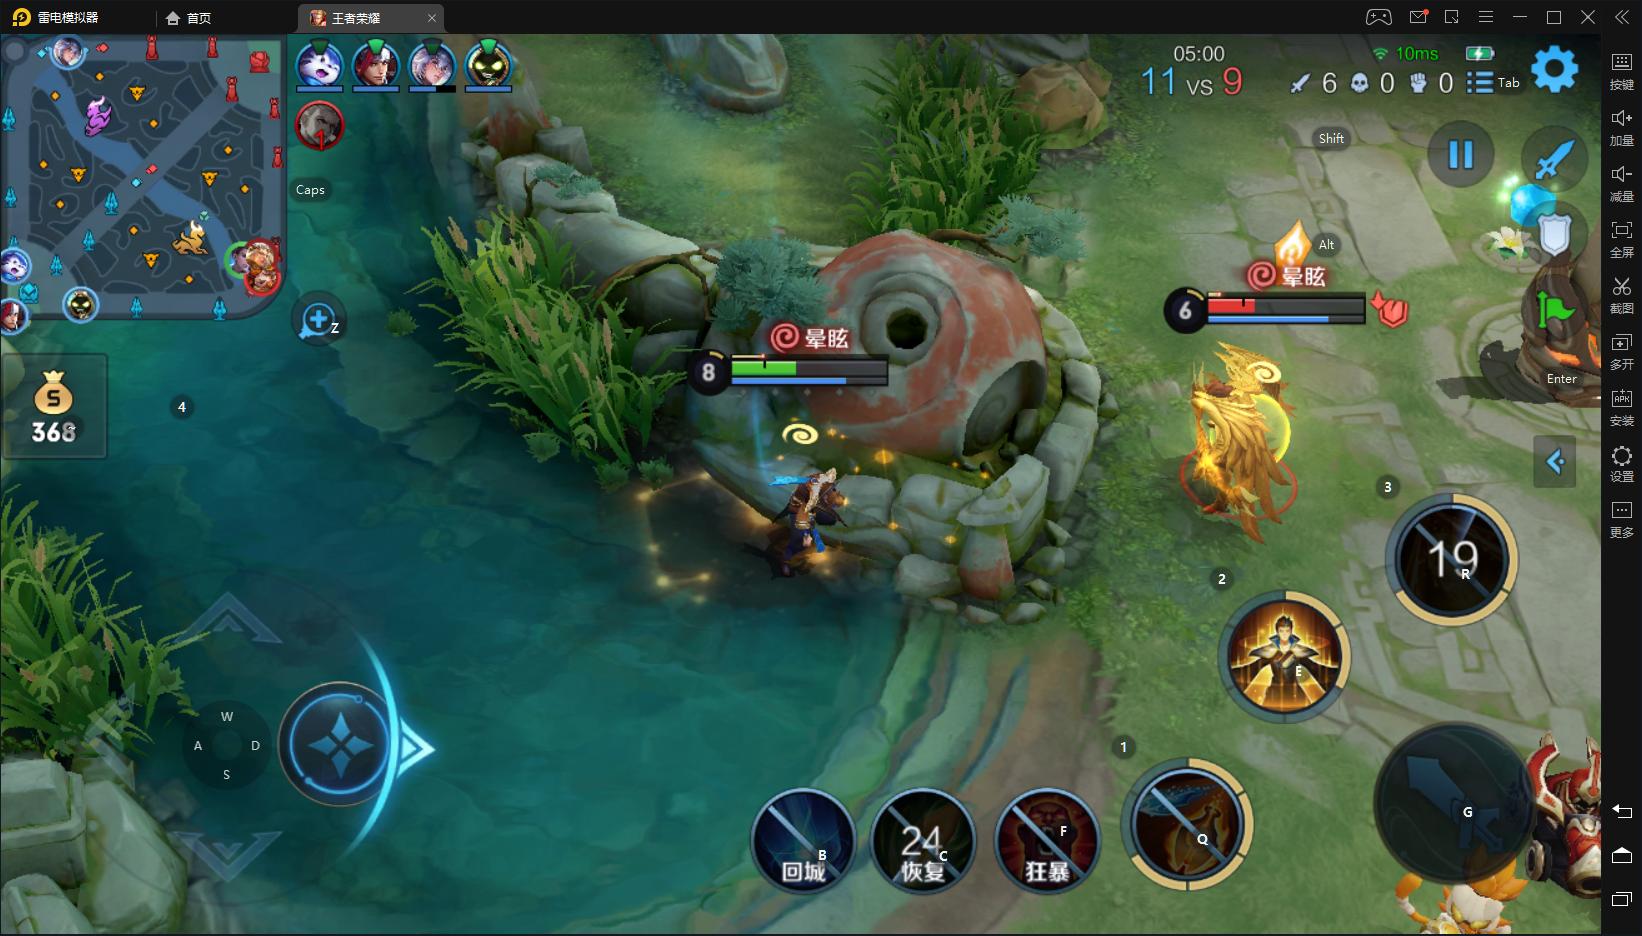 雷电模拟器
首页
王者荣耀
05:00
11 vs 9
10ms
6 0 0
Tab
按键
加量
减量
全屏
截图
多开
安装
设置
更多
Shift
Caps
1
Alt
晕眩
6
晕眩
8
Z
S
368
4
Enter
3
19
R
2
E
W
A D
S
1
B
回城
24
C
恢复
F
狂暴
Q
G
APK